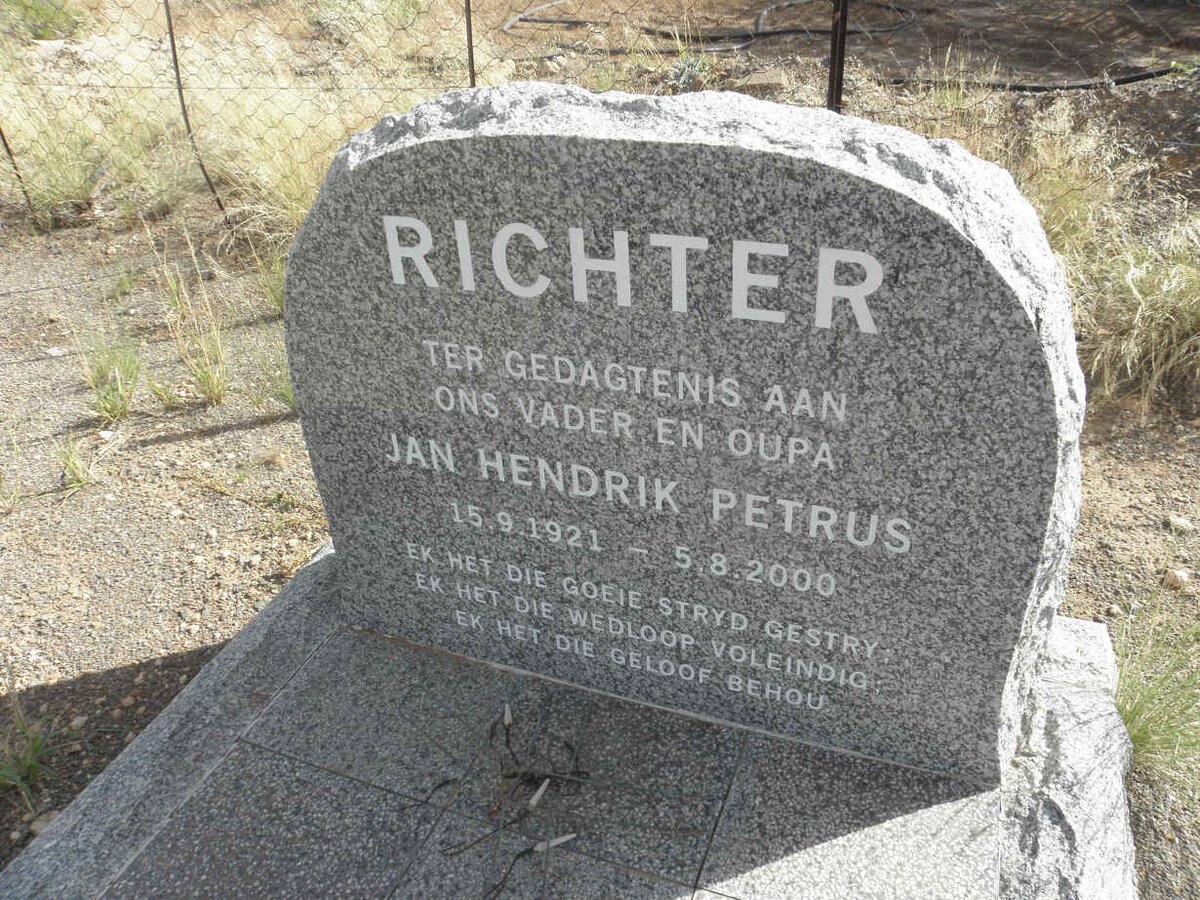 RICHTER
TER GEDAGTENIS AAN
ONS VADER EN OUPA
JAN HENDRIK PETRUS
15.9.1921 – 5.8.2000
EK HET DIE GOEIE STRYD GESTRY;
EK HET DIE WEDLOOP VOLEINDIG;
EK HET DIE GELOOF BEHOU.